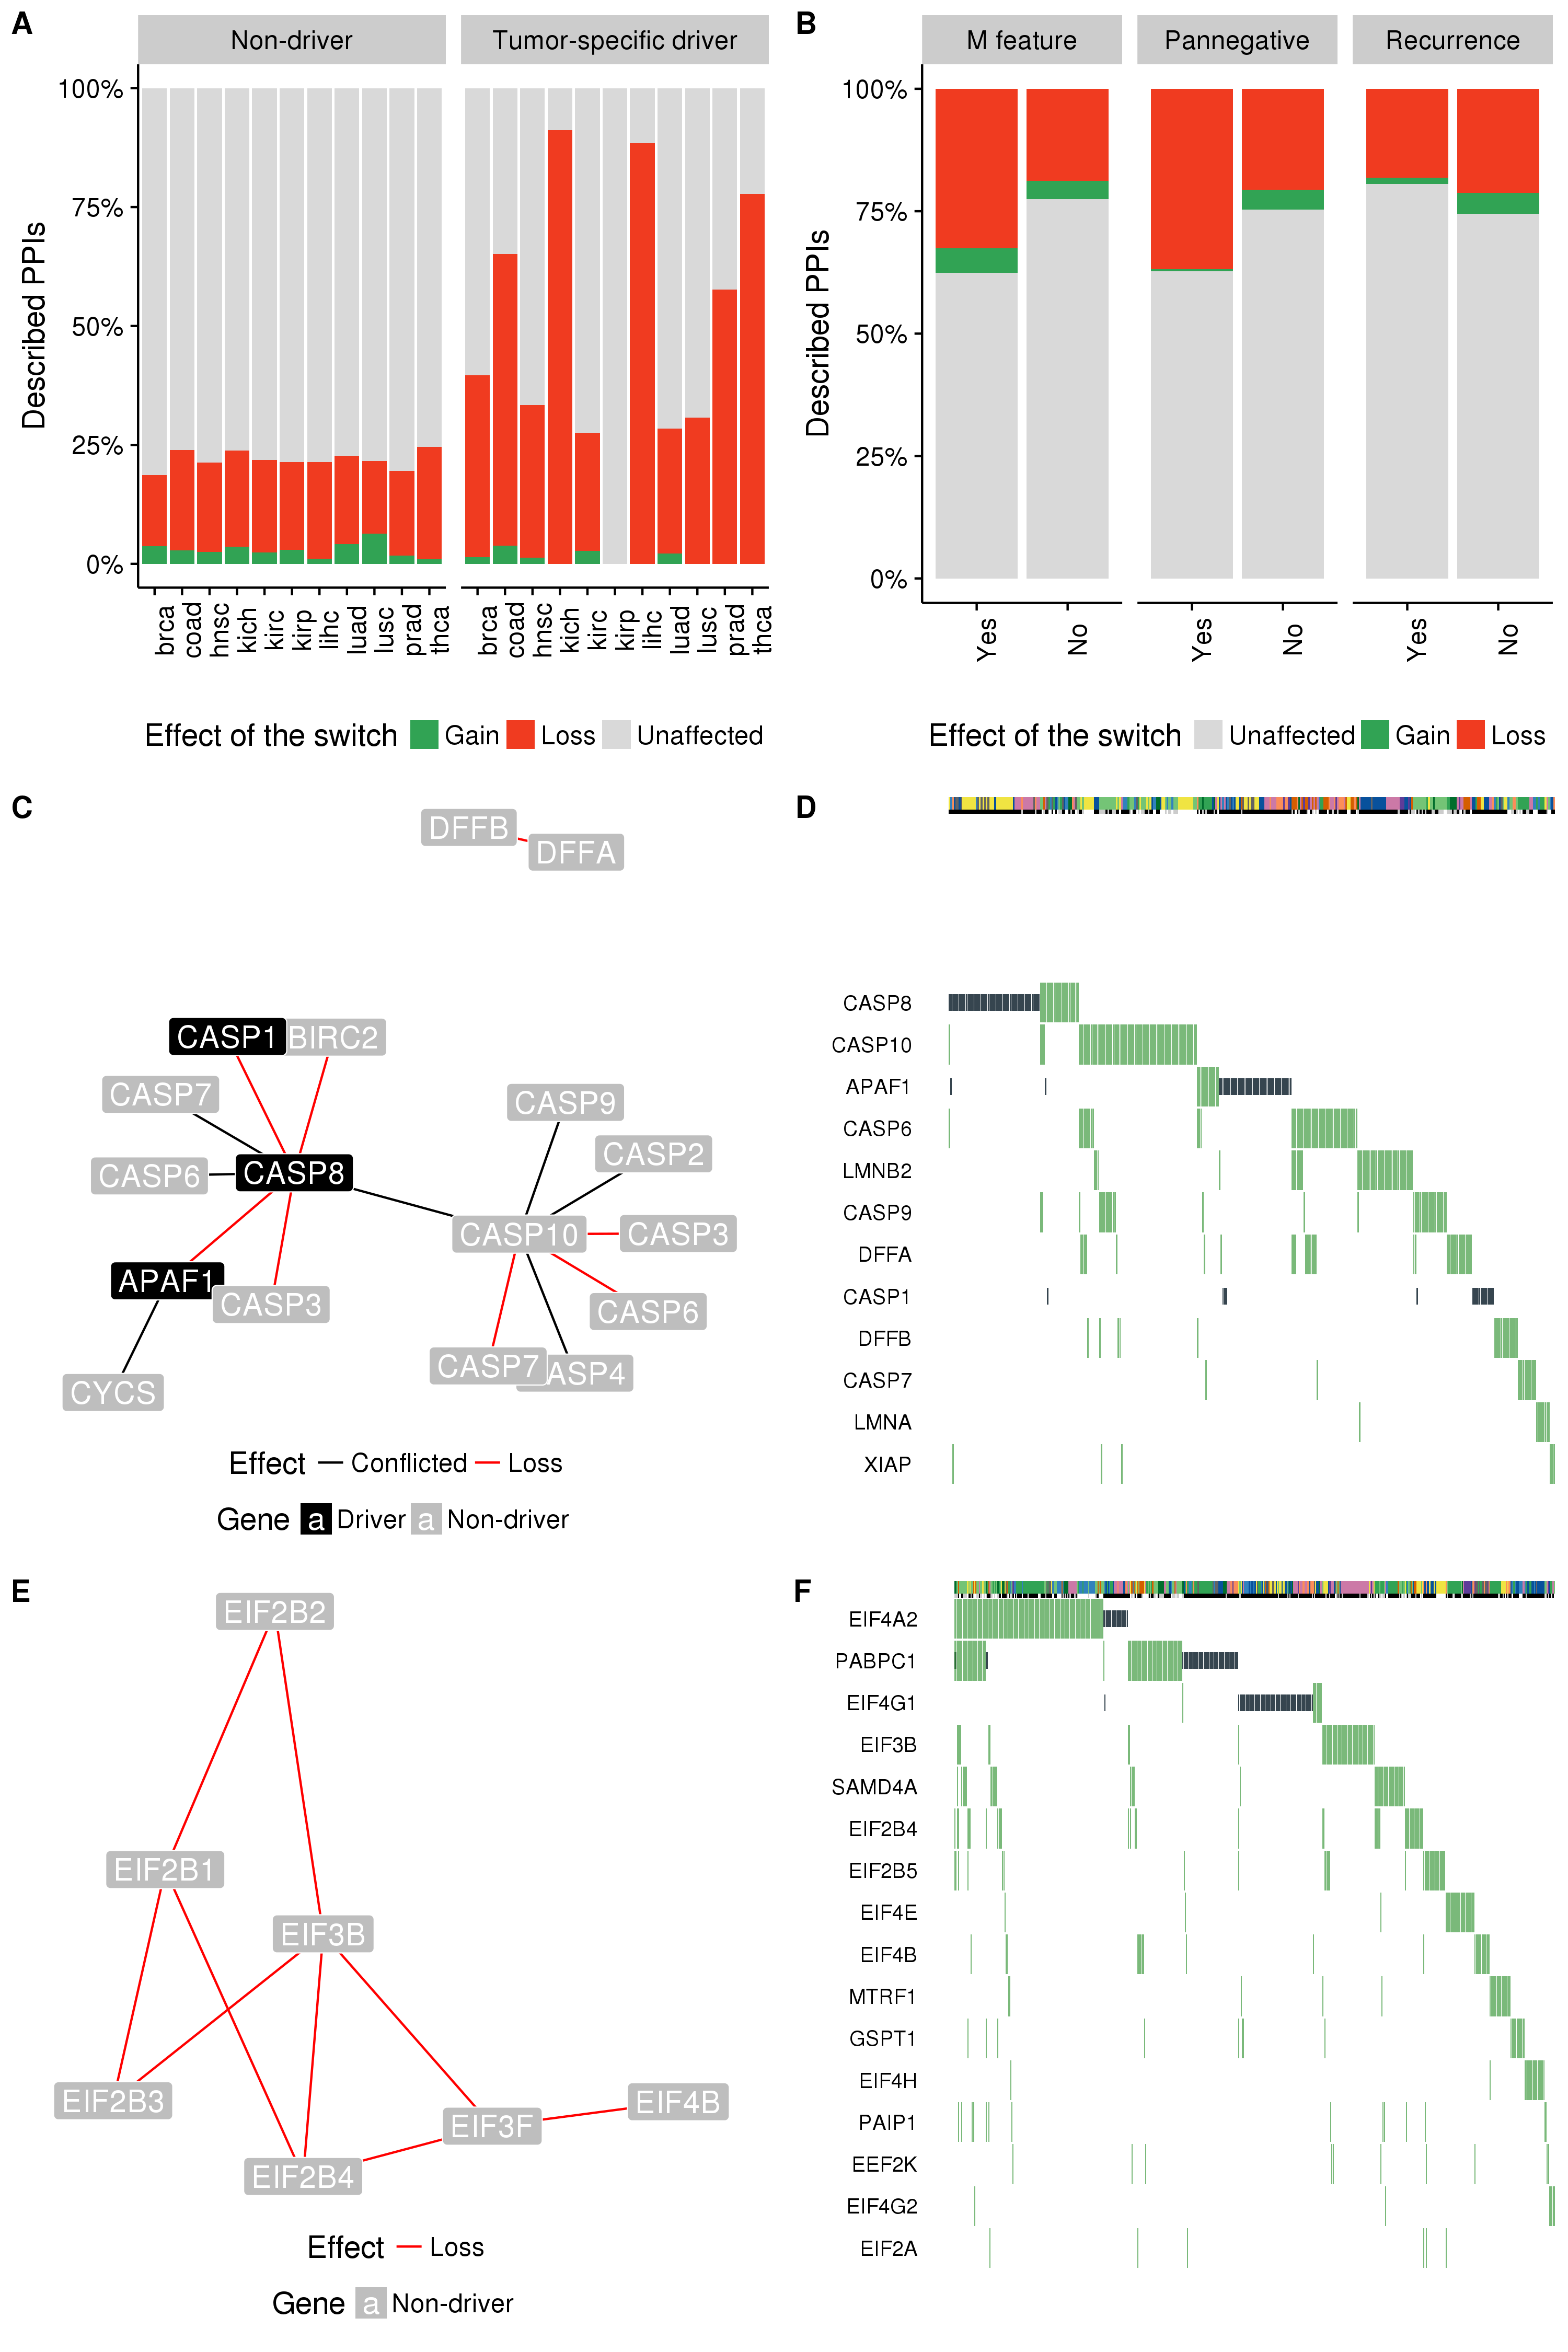 A
Non-driver
Tumor-specific driver
100%
75%
50%
25%
0%
Described PPIs
brca
coad
hnsc
kich
kirc
kirp
lihc
luad
lusc
prad
thca
brca
coad
hnsc
kich
kirc
kirp
lihc
luad
lusc
prad
thca
Effect of the switch Gain Loss Unaffected
B
M feature
Pannegative
Recurrence
100%
75%
50%
25%
0%
Described PPIs
Yes
No
Yes
No
Yes
No
Effect of the switch Unaffected Gain Loss
C
DFFB
DFFA
CASP1
BIRC2
CASP7
CASP9
CASP2
CASP6
CASP8
CASP10
CASP3
APAF1
CASP3
CASP6
CASP7
ASP4
CYCS
Effect Conflicted Loss
Gene a Driver a Non-driver
D
CASP8
CASP10
APAF1
CASP6
LMNB2
CASP9
DFFA
CASP1
DFFB
CASP7
LMNA
XIAP
E
EIF2B2
EIF2B1
EIF3B
EIF2B3
EIF4B
EIF3F
EIF2B4
Effect Loss
Gene a Non-driver
F
EIF4A2
PABPC1
EIF4G1
EIF3B
SAMD4A
EIF2B4
EIF2B5
EIF4E
EIF4B
MTRF1
GSPT1
EIF4H
PAIP1
EEF2K
EIF4G2
EIF2A